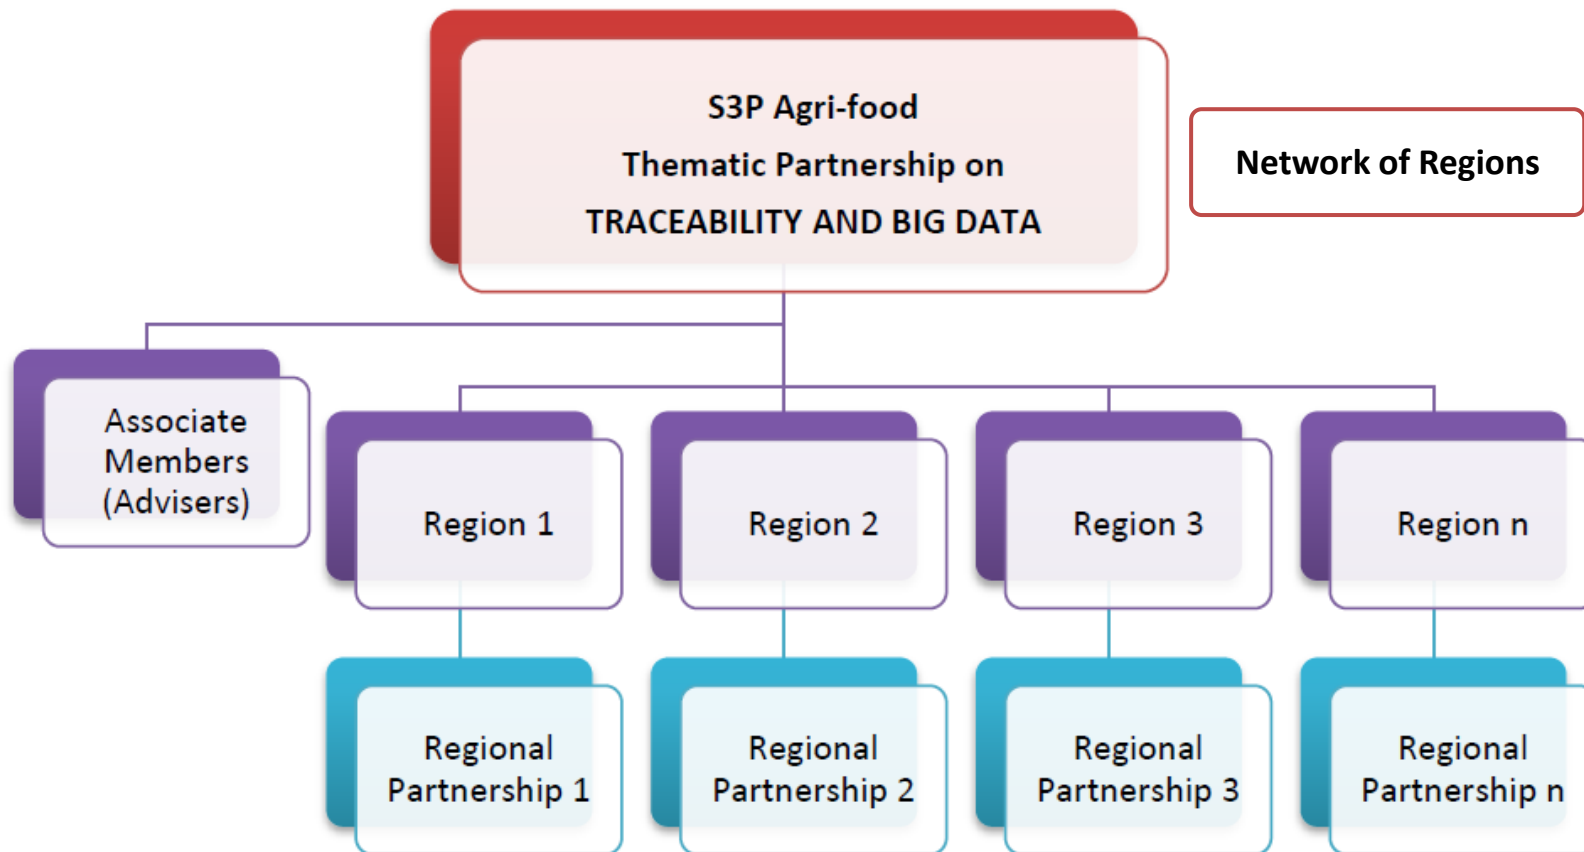 S3P Agri-food
Thematic Partnership on
TRACEABILITY AND BIG DATA
Network of Regions
Associate
Members
(Advisers)
Region 1
Region 2
Region 3
Region n
Regional
Partnership 1
Regional
Partnership 2
Regional
Partnership 3
Regional
Partnership n